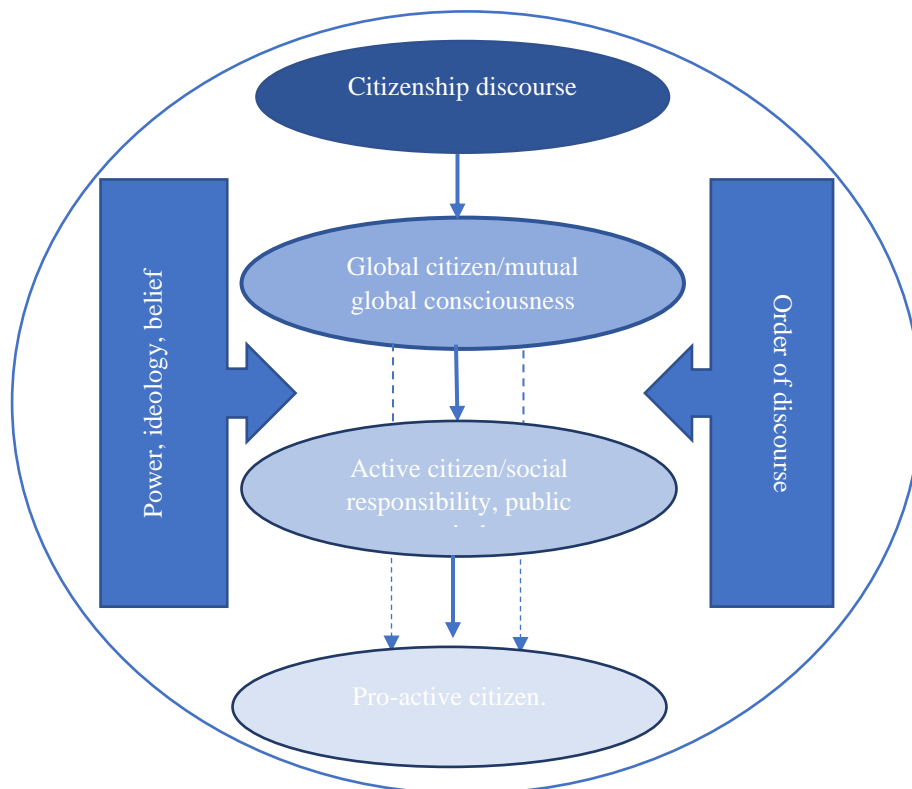 Citizenship discourse
Global citizen/mutual
global consciousness
Power, ideology, belief
Order of discourse
Active citizen/social
responsibility, public
Pro-active citizen.